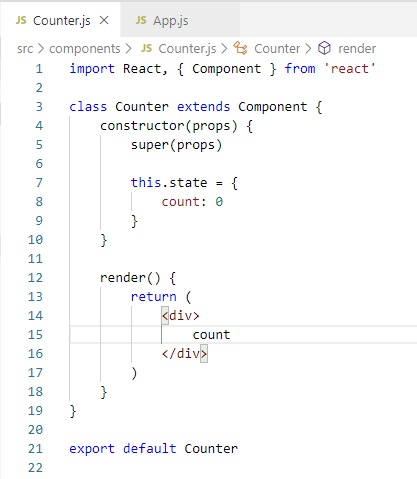 JS Counter.js × JS App.js
src > components > JS Counter.js > Counter > render
1 import React, { Component } from 'react'
2
3 class Counter extends Component {
4     constructor(props) {
5         super(props)
6
7         this.state = {
8             count: 0
9         }
10     }
11
12     render() {
13         return (
14             <div>
15                 count
16             </div>
17         )
18     }
19 }
20
21 export default Counter
22